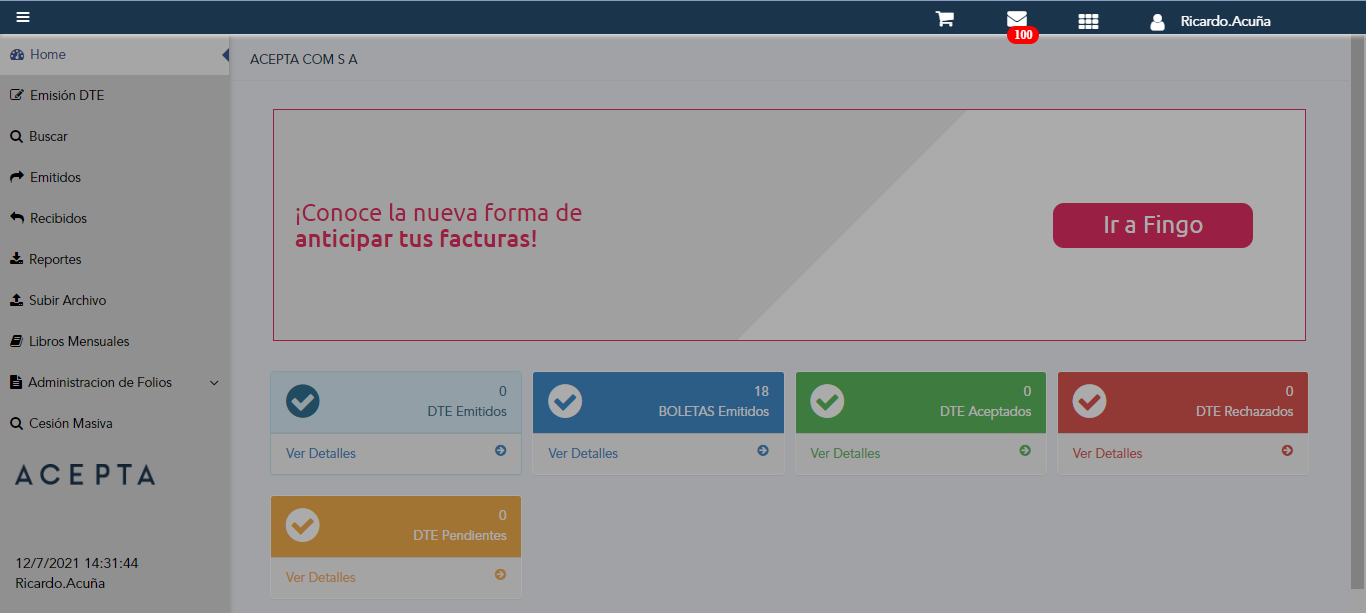 Ricardo.Acuña
100
Home
ACEPTA COM S A
Emisión DTE
Buscar
Emitidos
Recibidos
Reportes
Subir Archivo
Libros Mensuales
Administracion de Folios
Cesión Masiva
ACEPTA
12/7/2021 14:31:44
Ricardo.Acuña
¡Conoce la nueva forma de
anticipar tus facturas!
Ir a Fingo
0
DTE Emitidos
Ver Detalles
18
BOLETAS Emitidos
Ver Detalles
0
DTE Aceptados
Ver Detalles
0
DTE Rechazados
Ver Detalles
0
DTE Pendientes
Ver Detalles